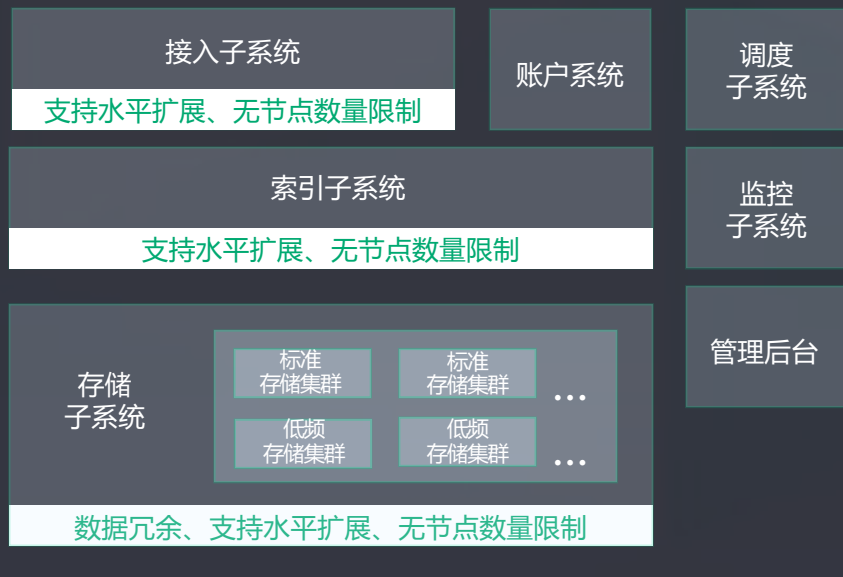 接入子系统
支持水平扩展、无节点数量限制
账户系统
调度
子系统
索引子系统
支持水平扩展、无节点数量限制
监控
子系统
存储
子系统
标准
存储集群
标准
存储集群
...
低频
存储集群
低频
存储集群
...
数据冗余、支持水平扩展、无节点数量限制
管理后台